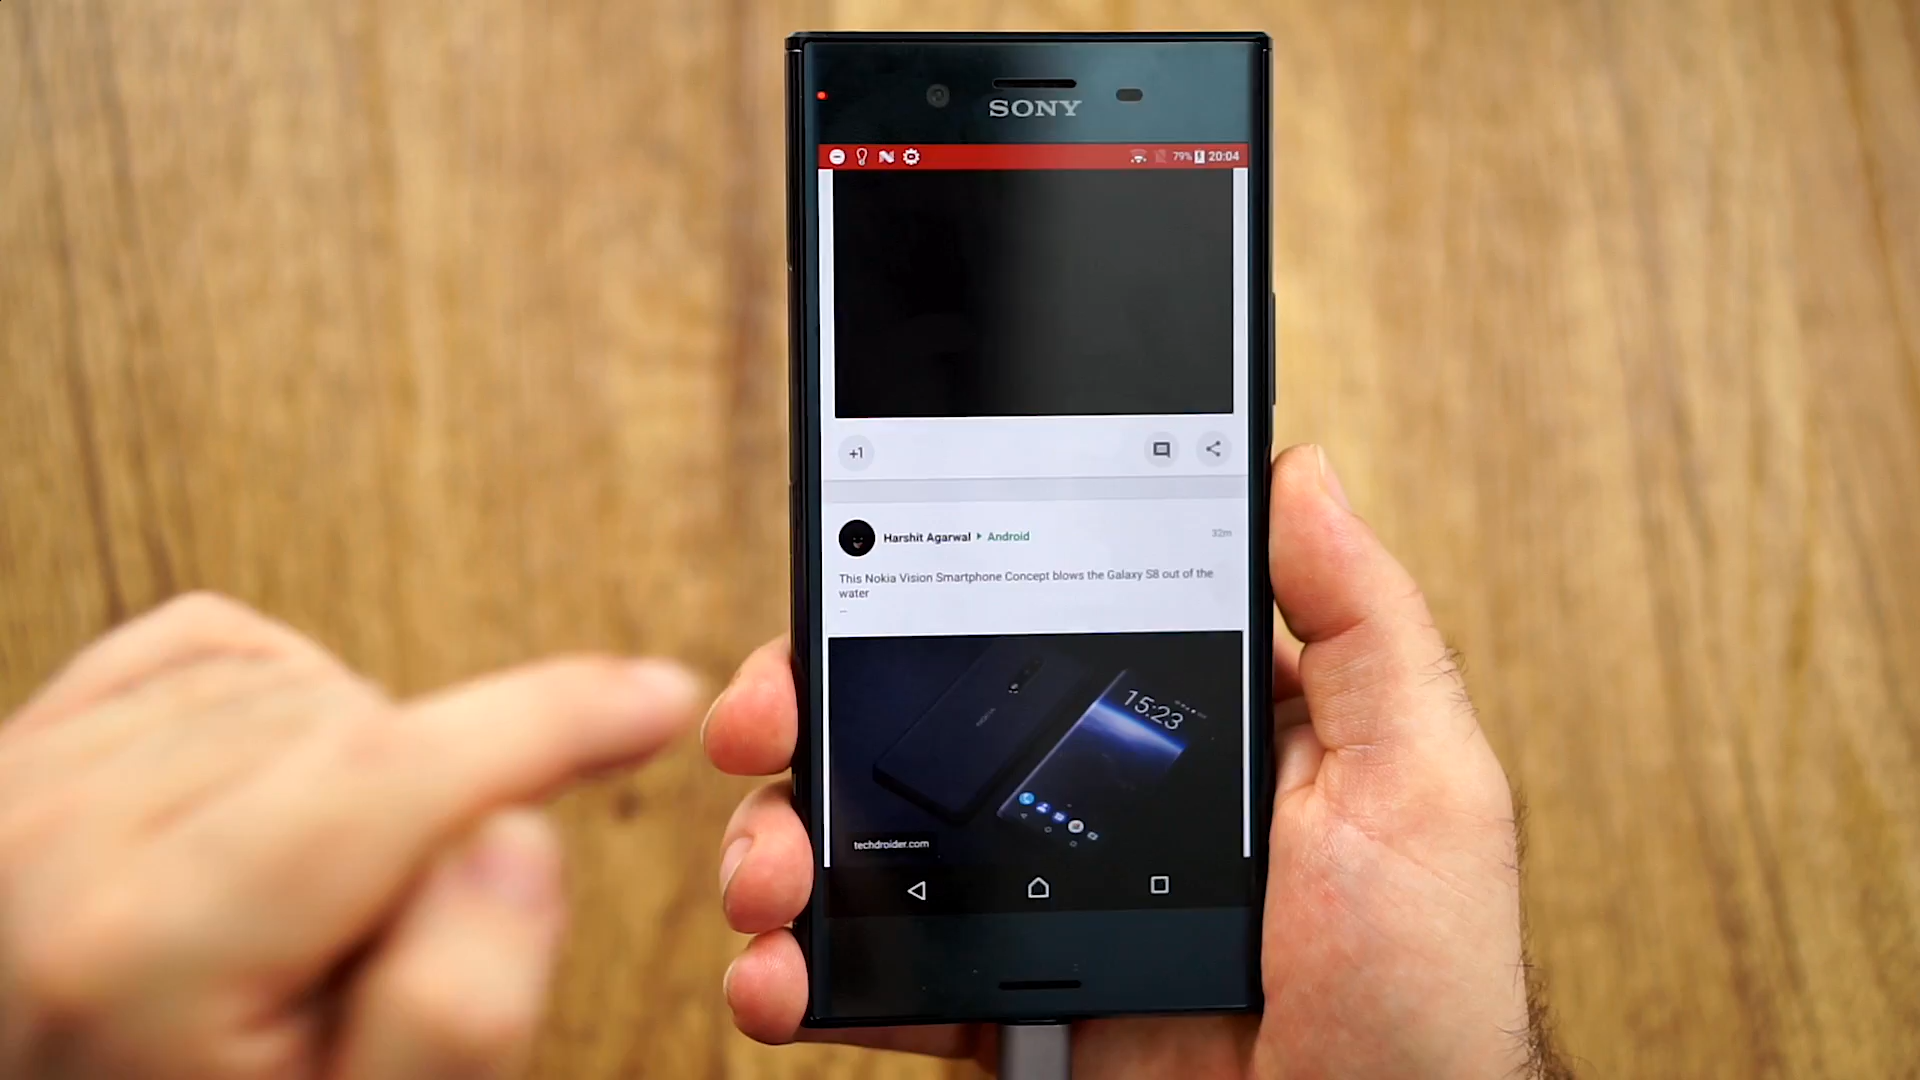 SONY
79% 20:04
+1
Harshit Agarwal ▸ Android 32m
This Nokia Vision Smartphone Concept blows the Galaxy S8 out of the
water
...
NOKIA
15:23
techdroider.com